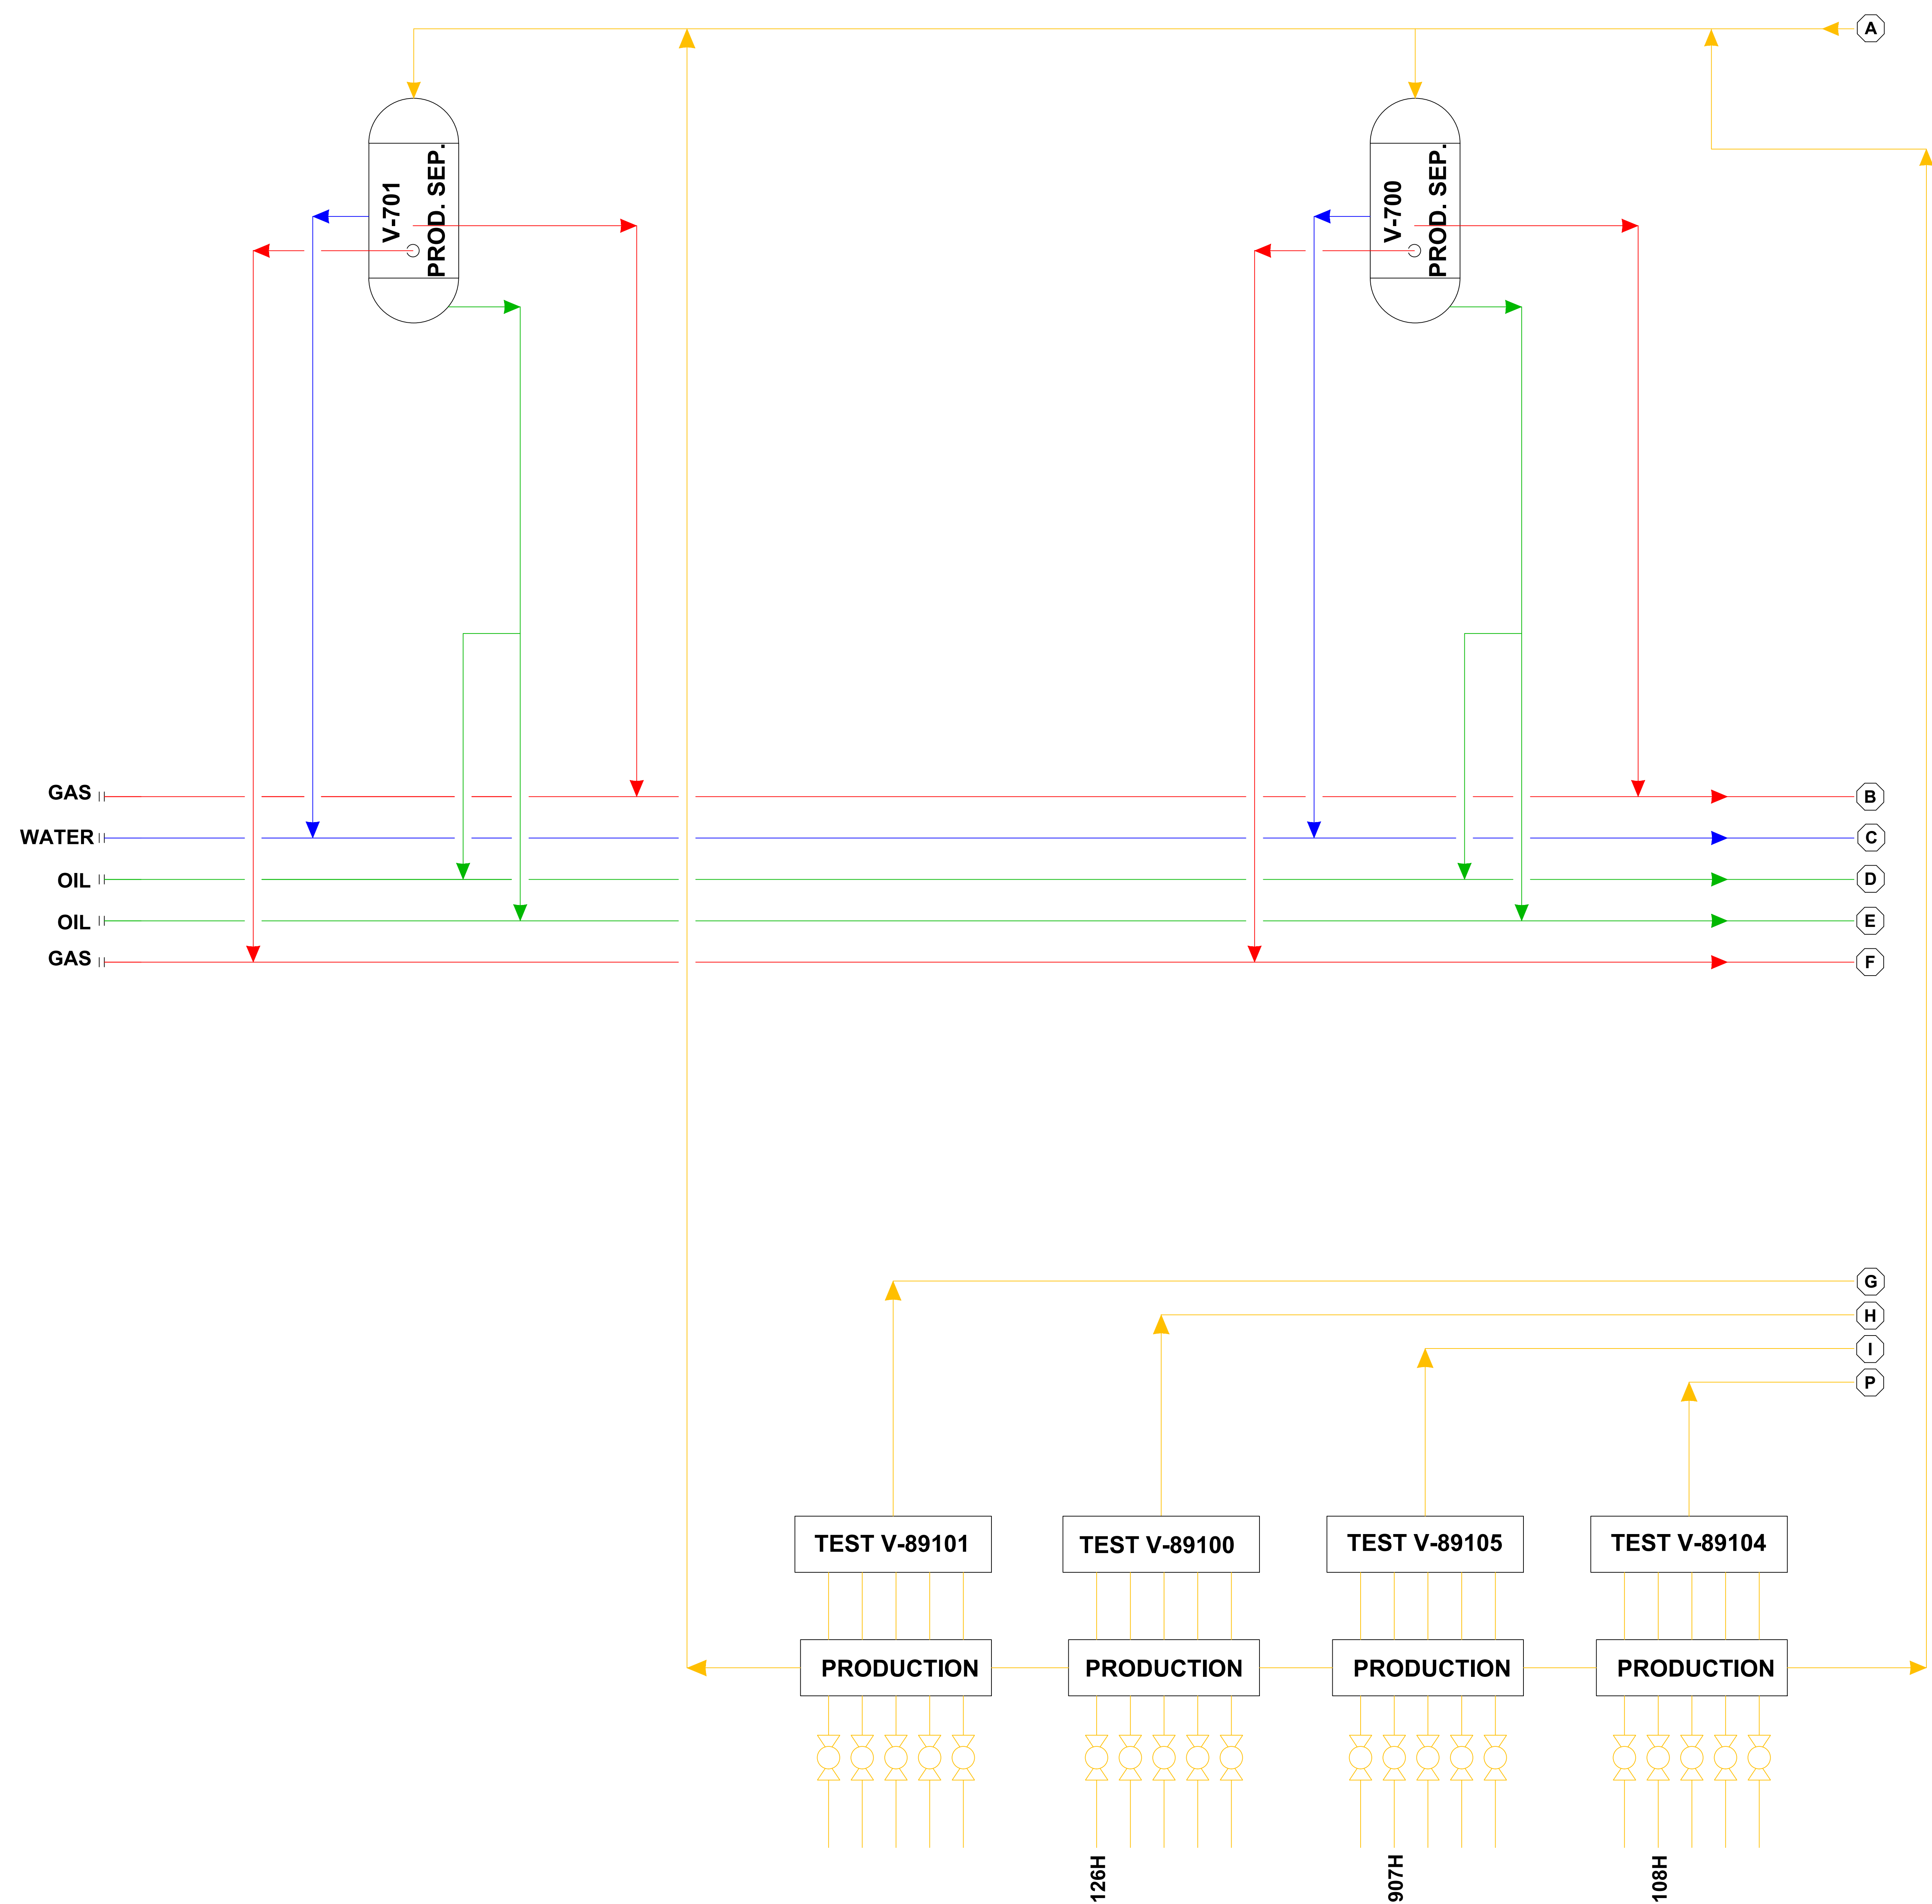 A
V-701
PROD. SEP.
V-700
PROD. SEP.
GAS
B
WATER
C
OIL
D
OIL
E
GAS
F
G
H
I
P
TEST V-89101
TEST V-89100
TEST V-89105
TEST V-89104
PRODUCTION
PRODUCTION
PRODUCTION
PRODUCTION
126H
907H
108H